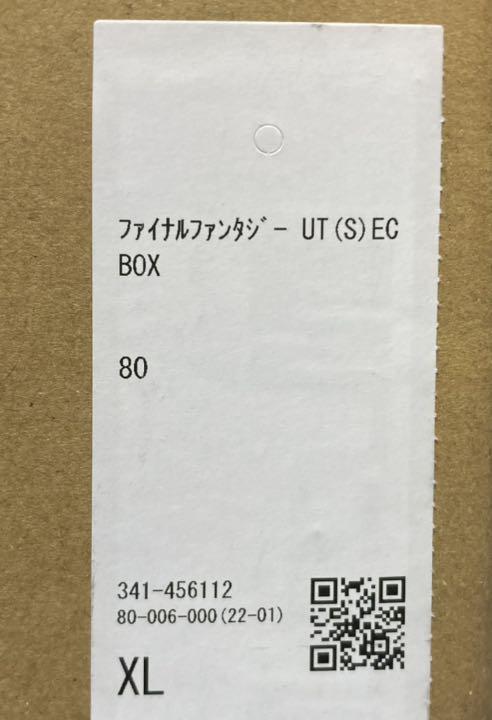 ﾌｧｲﾅﾙﾌｧﾝﾀｼﾞｰ UT(S)EC
BOX
80
341-456112
80-006-000(22-01)
XL